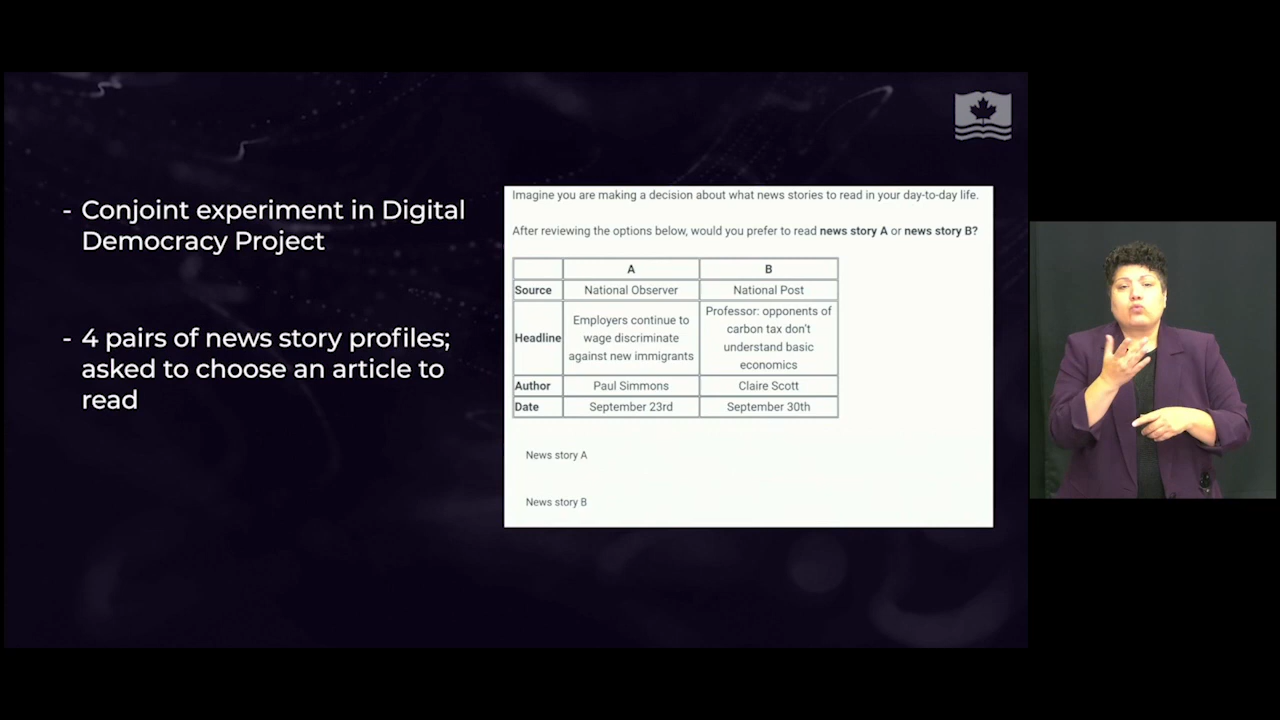 - Conjoint experiment in Digital
Democracy Project
- 4 pairs of news story profiles;
asked to choose an article to
read
Imagine you are making a decision about what news stories to read in your day-to-day life.
After reviewing the options below, would you prefer to read news story A or news story B?
A B
Source National Observer National Post
Headline Employers continue to wage discriminate against new immigrants Professor: opponents of carbon tax don't understand basic economics
Author Paul Simmons Claire Scott
Date September 23rd September 30th
News story A
News story B